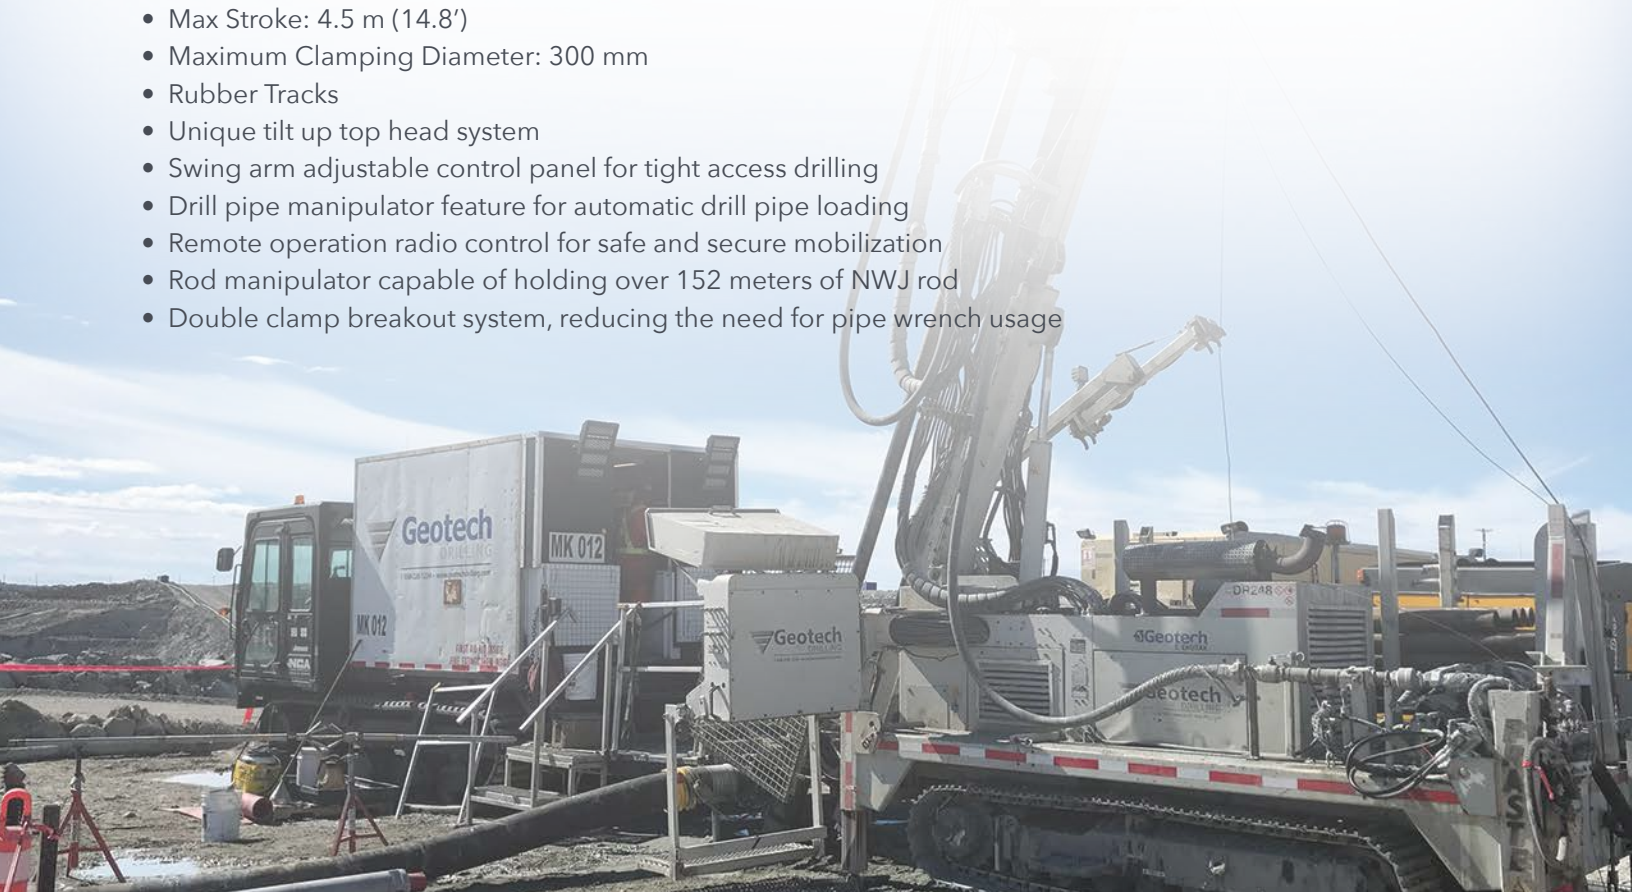 • Max Stroke: 4.5 m (14.8’)
• Maximum Clamping Diameter: 300 mm
• Rubber Tracks
• Unique tilt up top head system
• Swing arm adjustable control panel for tight access drilling
• Drill pipe manipulator feature for automatic drill pipe loading
• Remote operation radio control for safe and secure mobilization
• Rod manipulator capable of holding over 152 meters of NWJ rod
• Double clamp breakout system, reducing the need for pipe wrench usage
Geotech
DRILLING
MK 012
MK 012
Geotech
DRILLING
DR248
Geotech
Geotech
DRILLING